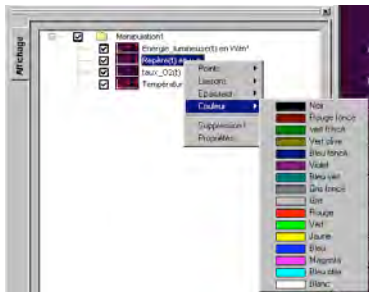 Affichage
Manipulation1
Energie_lumineuse(t) en W/m²
Repère(t) en
taux_O2(t)
Températur
Points
Liaisons
Epaisseur
Couleur
Suppression !
Propriétés...
Noir
Rouge foncé
Vert foncé
Vert olive
Bleu foncé
Violet
Bleu vert
Gris foncé
Gris
Rouge
Vert
Jaune
Bleu
Magenta
Bleu clair
Blanc